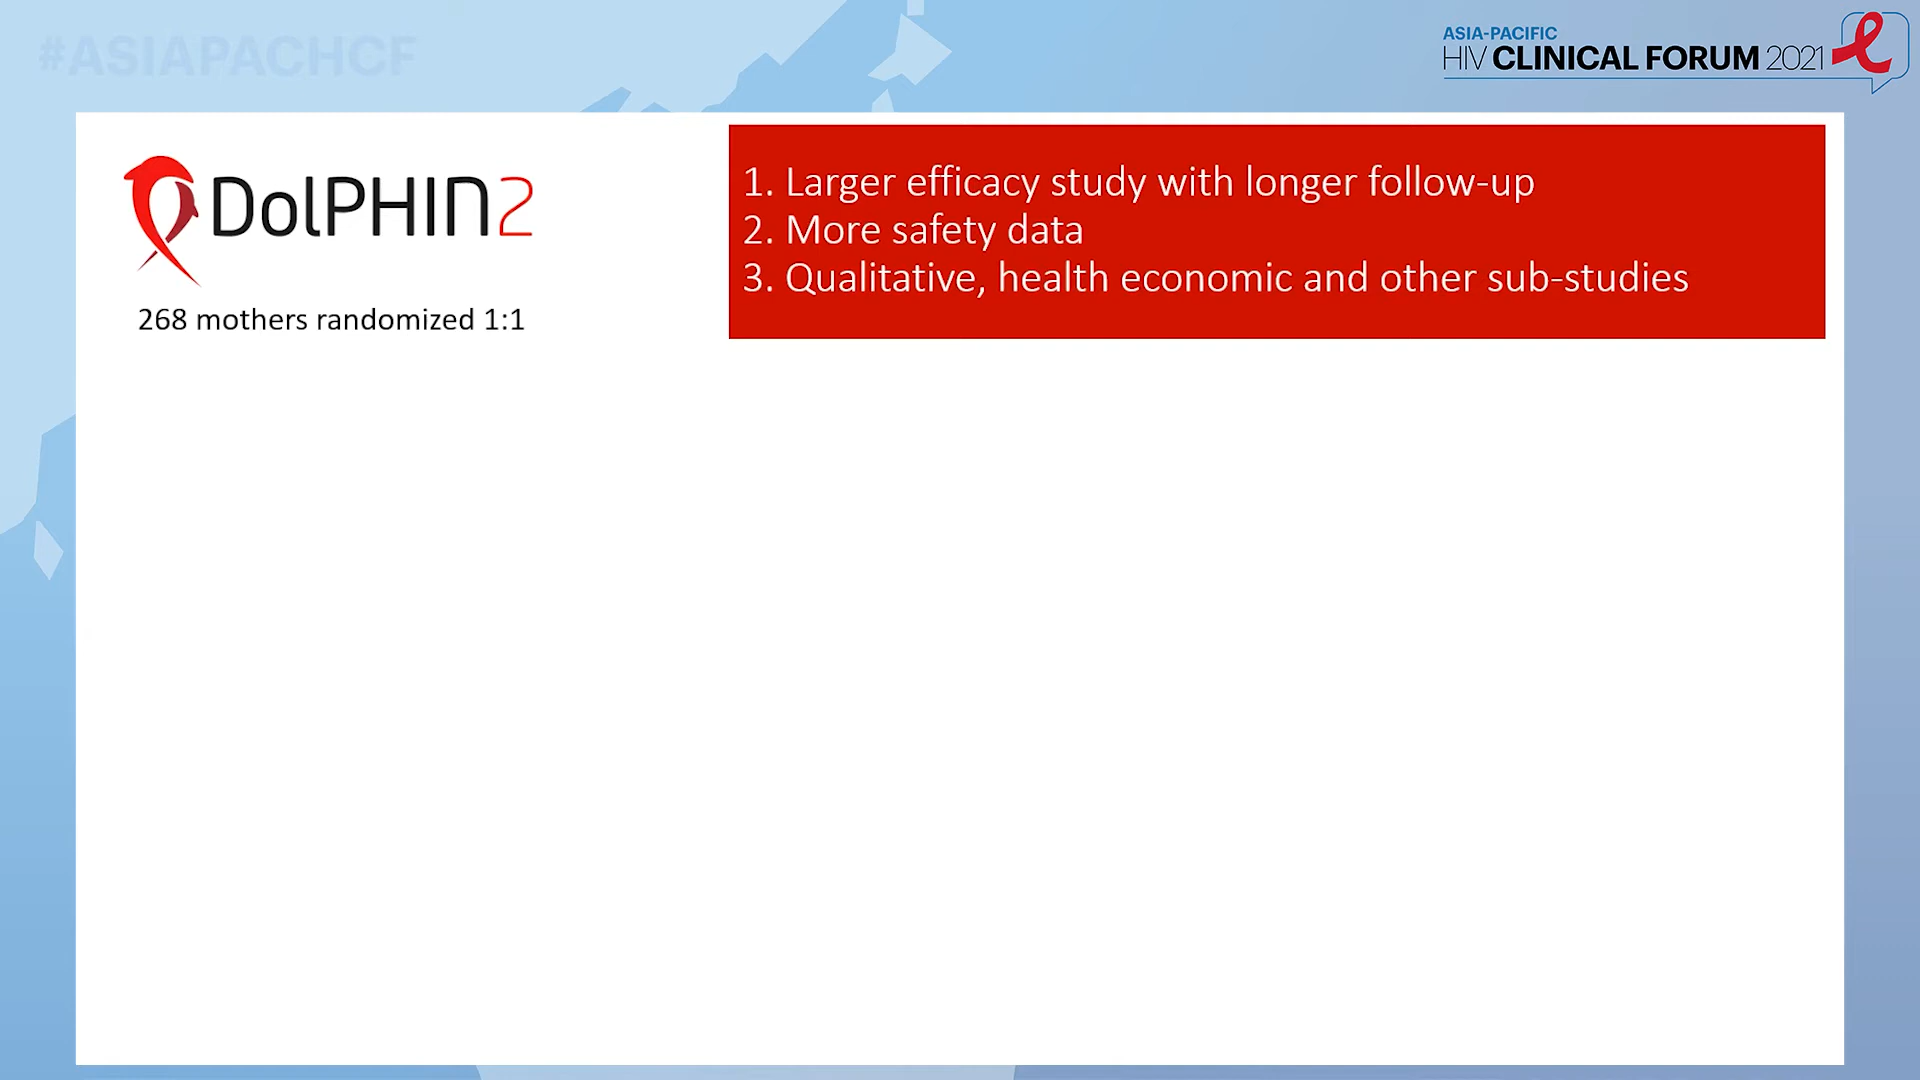 #ASIAPACHCF
ASIA-PACIFIC
HIV CLINICAL FORUM 2021
DolPHIN2
268 mothers randomized 1:1
1. Larger efficacy study with longer follow-up
2. More safety data
3. Qualitative, health economic and other sub-studies